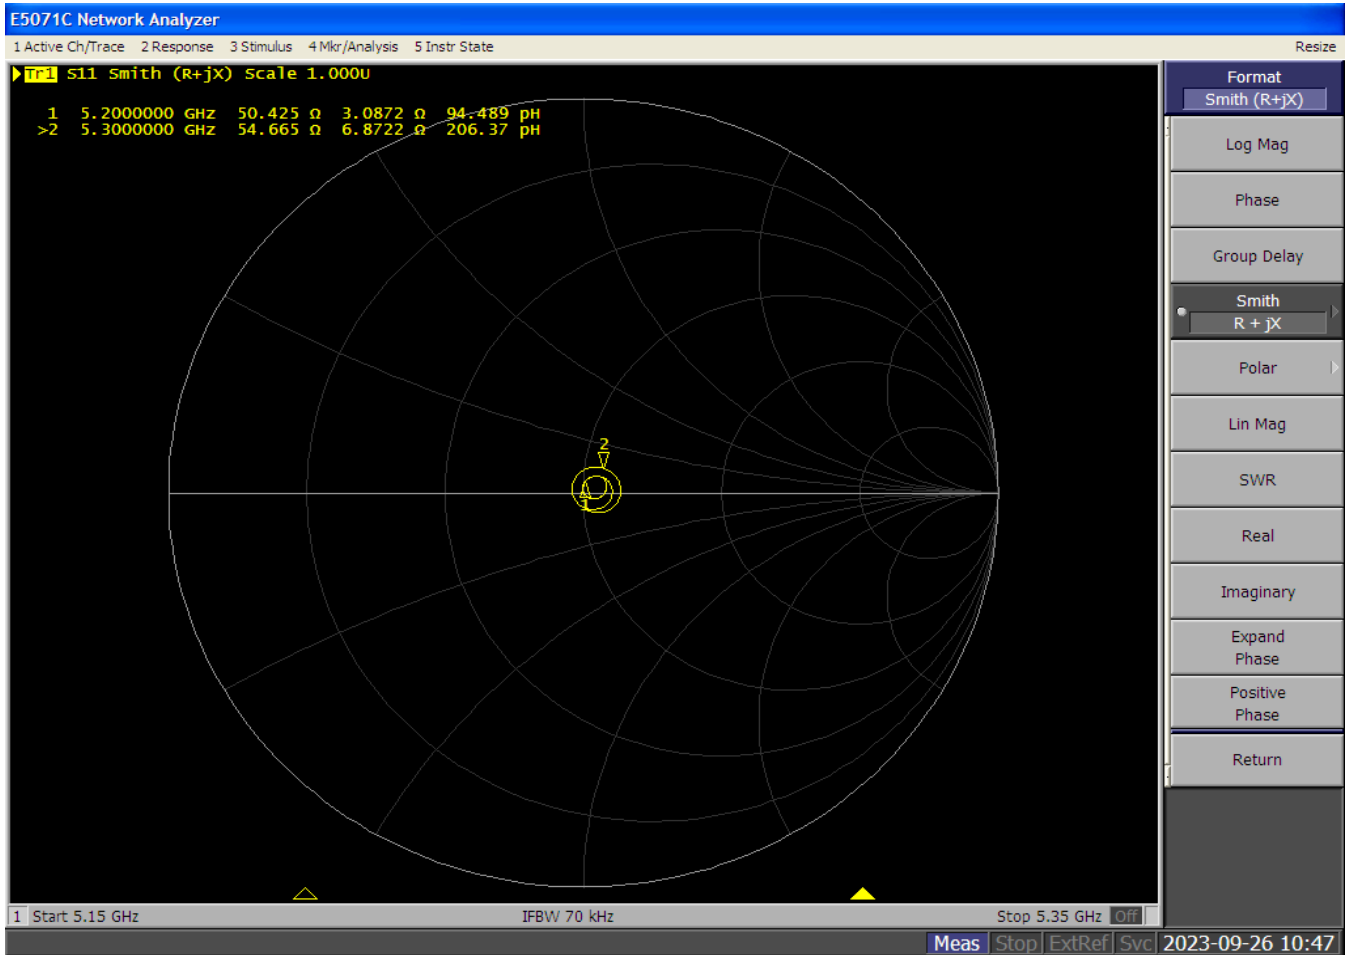 E5071C Network Analyzer
1 Active Ch/Trace 2 Response 3 Stimulus 4 Mkr/Analysis 5 Instr State Resize
Tr1 S11 Smith (R+jX) Scale 1.000U
1 5.2000000 GHz 50.425 Ω 3.0872 Ω 94.489 pH
>2 5.3000000 GHz 54.665 Ω 6.8722 Ω 206.37 pH
2
1
Format
Smith (R+jX)
Log Mag
Phase
Group Delay
Smith
R + jX
Polar
Lin Mag
SWR
Real
Imaginary
Expand
Phase
Positive
Phase
Return
1 Start 5.15 GHz IFBW 70 kHz Stop 5.35 GHz Off
Meas Stop ExtRef Svc 2023-09-26 10:47